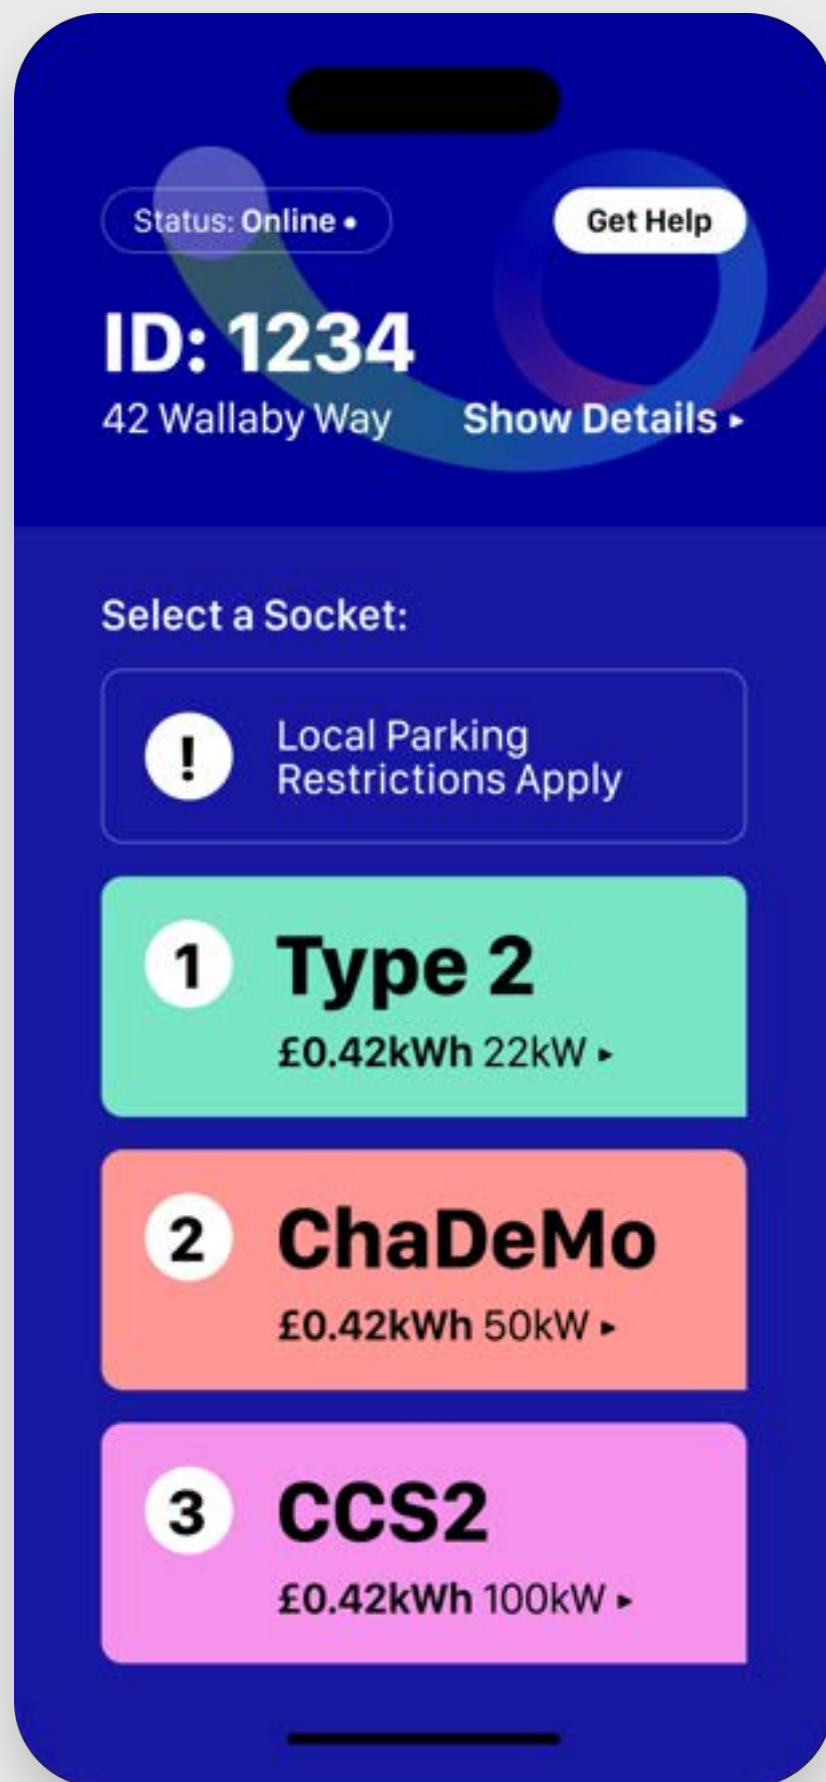 Status: Online •
Get Help
ID: 1234
42 Wallaby Way
Show Details ▸
Select a Socket:
!
Local Parking
Restrictions Apply
1
Type 2
£0.42kWh 22kW ▸
2
ChaDeMo
£0.42kWh 50kW ▸
3
CCS2
£0.42kWh 100kW ▸